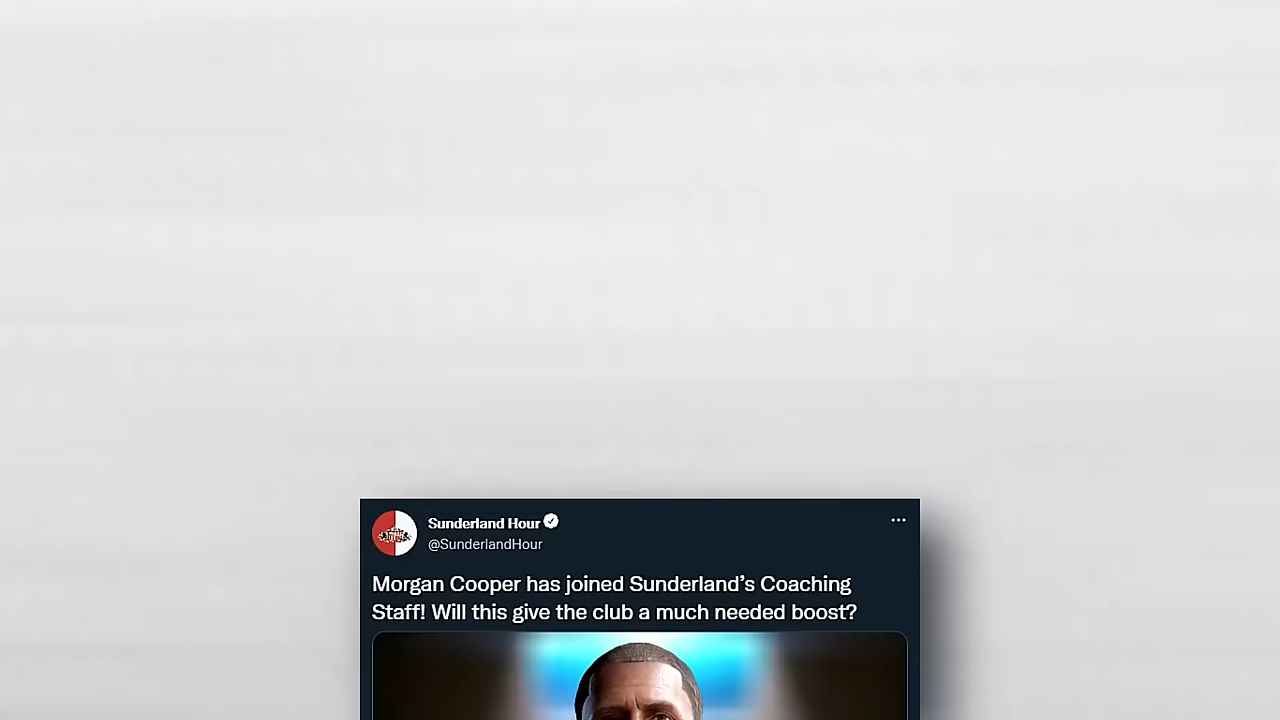 Sunderland Hour
@SunderlandHour
Morgan Cooper has joined Sunderland’s Coaching
Staff! Will this give the club a much needed boost?